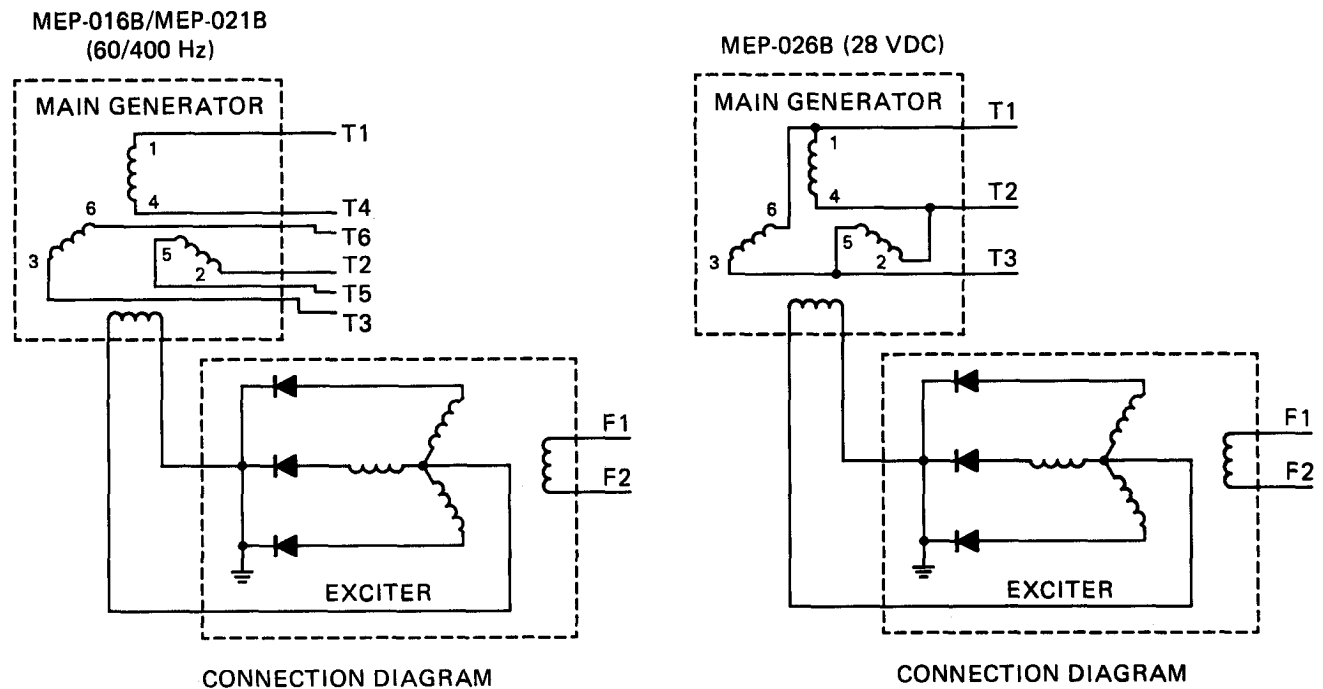 MEP-016B/MEP-021B
(60/400 Hz)
MAIN GENERATOR
T1
1
4
T4
6
T6
3
5
2
T2
T5
T3
F1
F2
EXCITER
CONNECTION DIAGRAM
MEP-026B (28 VDC)
MAIN GENERATOR
T1
1
4
T2
6
3
5
2
T3
F1
F2
EXCITER
CONNECTION DIAGRAM